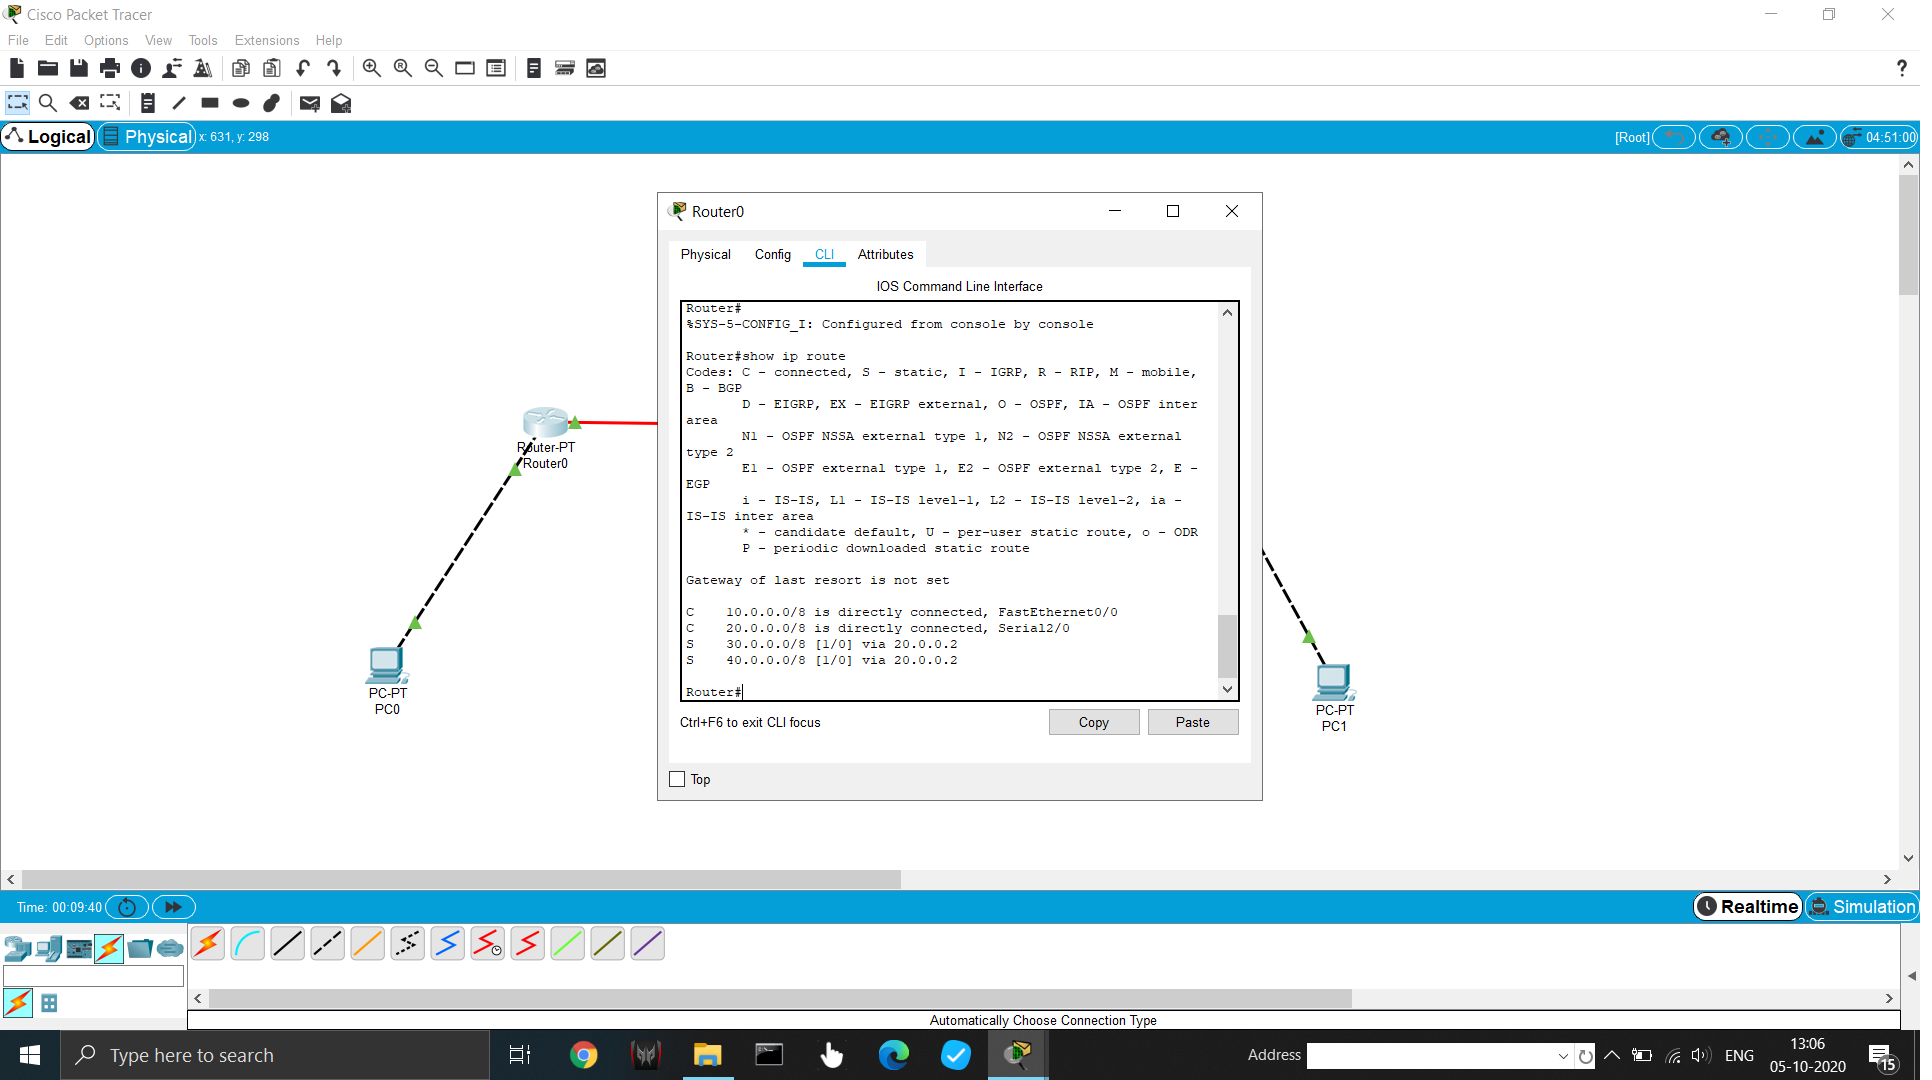 Cisco Packet Tracer
File Edit Options View Tools Extensions Help
?
Logical Physical x: 631, y: 298 [Root] 04:51:00
Router0
Physical Config CLI Attributes
IOS Command Line Interface
Router#
%SYS-5-CONFIG_I: Configured from console by console
Router#show ip route
Codes: C - connected, S - static, I - IGRP, R - RIP, M - mobile,
B - BGP
D - EIGRP, EX - EIGRP external, O - OSPF, IA - OSPF inter
area
N1 - OSPF NSSA external type 1, N2 - OSPF NSSA external
type 2
E1 - OSPF external type 1, E2 - OSPF external type 2, E -
EGP
i - IS-IS, L1 - IS-IS level-1, L2 - IS-IS level-2, ia -
IS-IS inter area
* - candidate default, U - per-user static route, o - ODR
P - periodic downloaded static route
Gateway of last resort is not set
C 10.0.0.0/8 is directly connected, FastEthernet0/0
C 20.0.0.0/8 is directly connected, Serial2/0
S 30.0.0.0/8 [1/0] via 20.0.0.2
S 40.0.0.0/8 [1/0] via 20.0.0.2
Router#
Ctrl+F6 to exit CLI focus
Copy Paste
Top
Router-PT
Router0
PC-PT
PC0
PC-PT
PC1
Time: 00:09:40 Realtime Simulation
Automatically Choose Connection Type
Type here to search Address ENG 13:06
05-10-2020 15